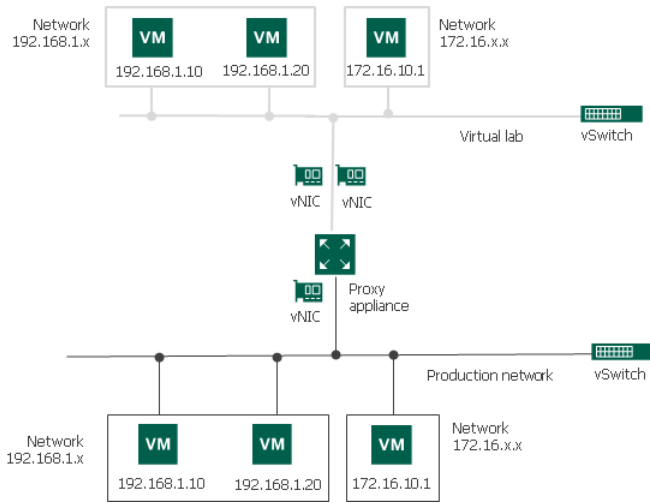 Network
192.168.1.x
VM
VM
VM
Network
172.16.x.x
192.168.1.10
192.168.1.20
172.16.10.1
Virtual lab
vSwitch
vNIC
vNIC
Proxy
appliance
vNIC
Production network
vSwitch
Network
192.168.1.x
VM
VM
VM
Network
172.16.x.x
192.168.1.10
192.168.1.20
172.16.10.1